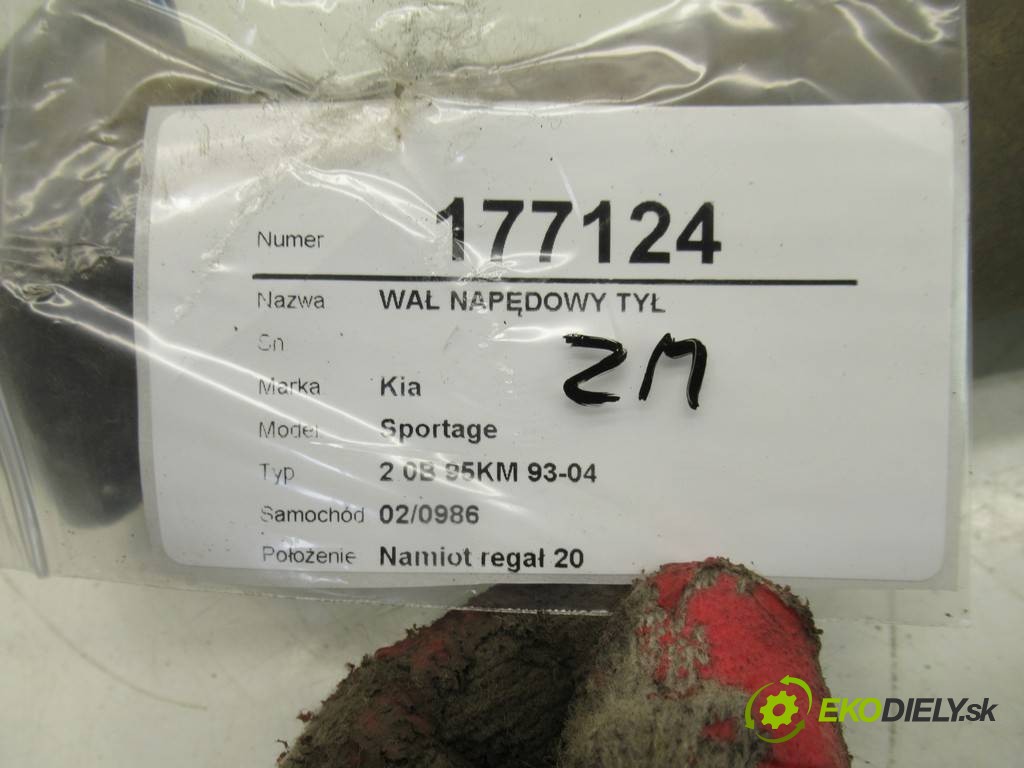 Numer 177124
Nazwa WAŁ NAPĘDOWY TYŁ
Sn
ZM
Marka Kia
Model Sportage
Typ 2 0B 95KM 93-04
Samochód 02/0986
Położenie Namiot regał 20
EKODIELY.sk